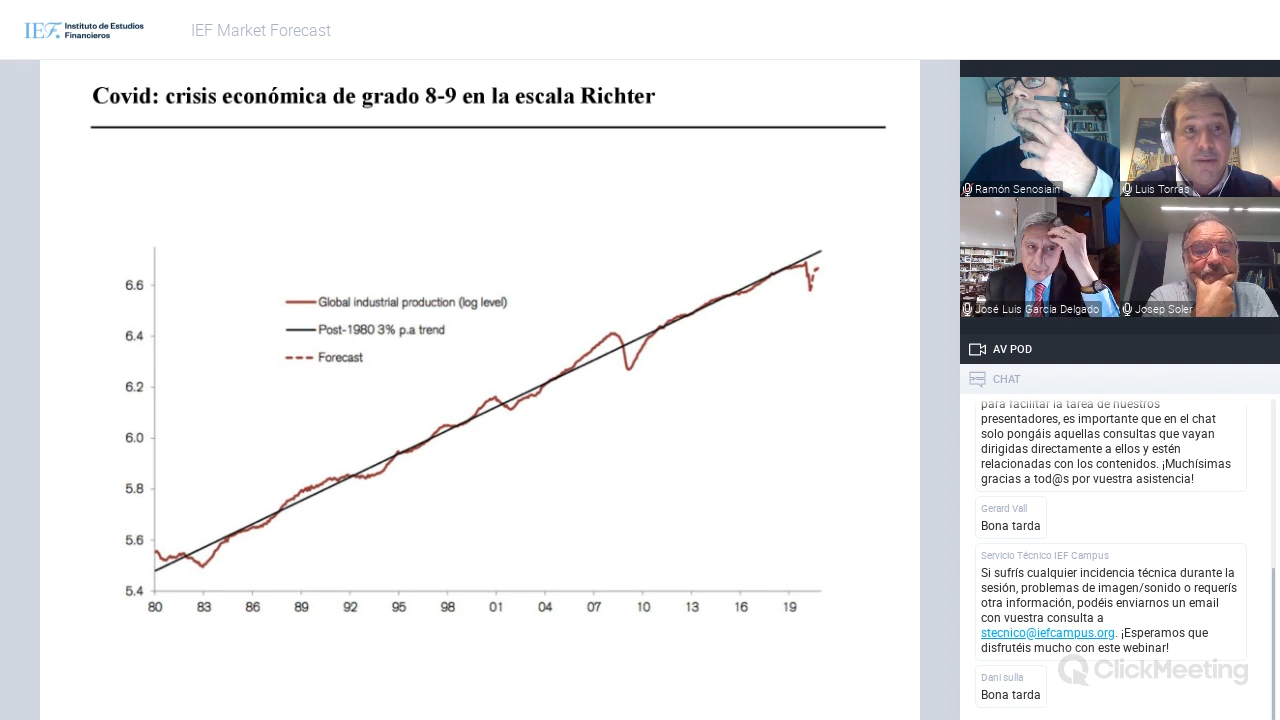 IEF.
Instituto de Estudios
Financieros
IEF Market Forecast
Covid: crisis económica de grado 8-9 en la escala Richter
6.6
6.4
6.2
6.0
5.8
5.6
5.4
Global industrial production (log level)
Post-1980 3% p.a trend
Forecast
80 83 86 89 92 95 98 01 04 07 10 13 16 19
Ramón Senosiain
Luis Torras
José Luis García Delgado
Josep Soler
AV POD
CHAT
para facilitar la tarea de nuestros
presentadores, es importante que en el chat
solo pongáis aquellas consultas que vayan
dirigidas directamente a ellos y estén
relacionadas con los contenidos. ¡Muchísimas
gracias a tod@s por vuestra asistencia!
Gerard Vall
Bona tarda
Servicio Técnico IEF Campus
Si sufrís cualquier incidencia técnica durante la
sesión, problemas de imagen/sonido o requerís
otra información, podéis enviarnos un email
con vuestra consulta a
stecnico@iefcampus.org. ¡Esperamos que
disfrutéis mucho con este webinar!
Dani sulla
Bona tarda
ClickMeeting